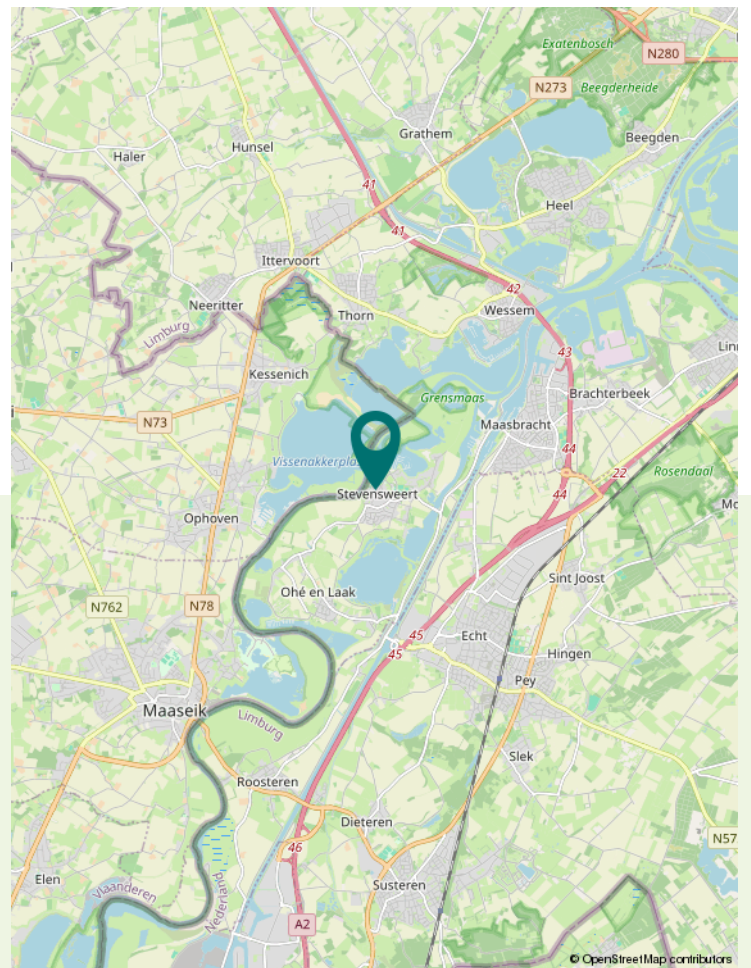 Exatenbosch
N280
N273
Beegderheide
Grathem
Beegden
Hunsel
Haler
41
Heel
41
Ittervoort
42
Neeritter
Thorn
Wessem
Limburg
43
Linn
Kessenich
Grensmaas
Brachterbeek
N73
Maasbracht
44
Vissenakkerplas
22
Rosendaal
44
Stevensweert
Ophoven
Sint Joost
Ohé en Laak
N762
N78
45
Echt
45
Hingen
Pey
Maaseik
Limburg
Slek
Roosteren
Dieteren
N57
46
Elen
Vlaanderen
Nederland
Susteren
A2
© OpenStreetMap contributors